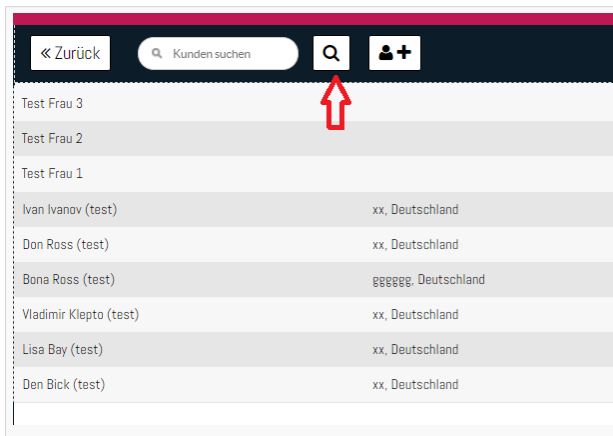 « Zurück Kunden suchen
Test Frau 3
Test Frau 2
Test Frau 1
Ivan Ivanov (test) xx, Deutschland
Don Ross (test) xx, Deutschland
Bona Ross (test) gggggg, Deutschland
Vladimir Klepto (test) xx, Deutschland
Lisa Bay (test) xx, Deutschland
Den Bick (test) xx, Deutschland